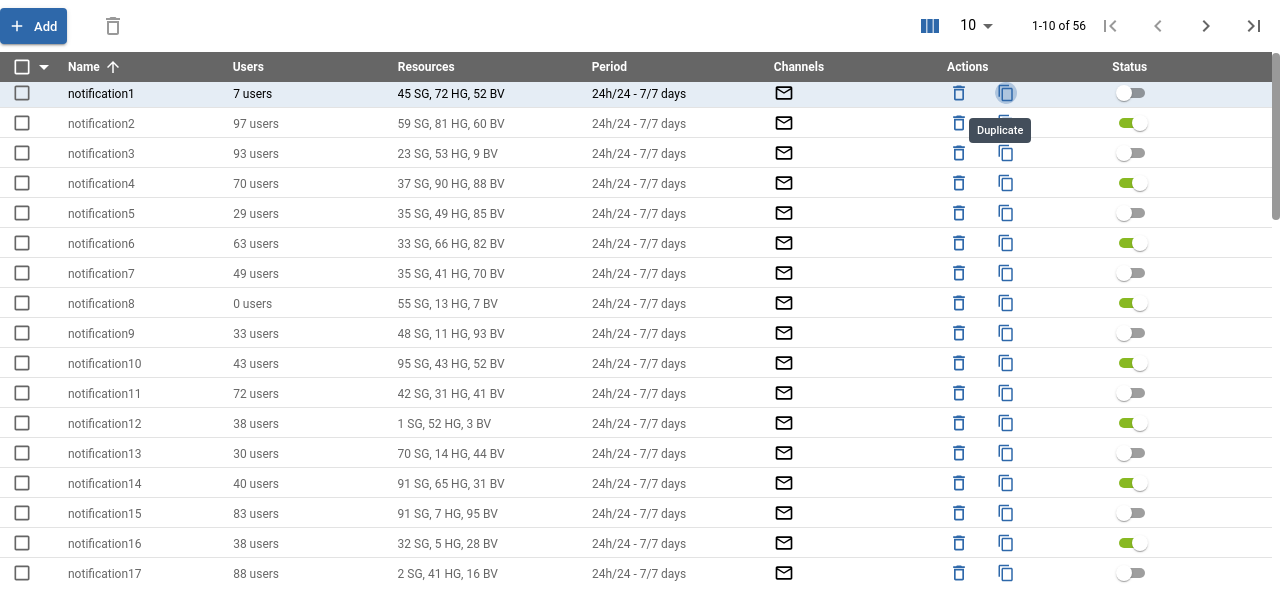 Add 10 1-10 of 56
Name Users Resources Period Channels Actions Status
notification1 7 users 45 SG, 72 HG, 52 BV 24h/24 - 7/7 days
notification2 97 users 59 SG, 81 HG, 60 BV 24h/24 - 7/7 days
Duplicate
notification3 93 users 23 SG, 53 HG, 9 BV 24h/24 - 7/7 days
notification4 70 users 37 SG, 90 HG, 88 BV 24h/24 - 7/7 days
notification5 29 users 35 SG, 49 HG, 85 BV 24h/24 - 7/7 days
notification6 63 users 33 SG, 66 HG, 82 BV 24h/24 - 7/7 days
notification7 49 users 35 SG, 41 HG, 70 BV 24h/24 - 7/7 days
notification8 0 users 55 SG, 13 HG, 7 BV 24h/24 - 7/7 days
notification9 33 users 48 SG, 11 HG, 93 BV 24h/24 - 7/7 days
notification10 43 users 95 SG, 43 HG, 52 BV 24h/24 - 7/7 days
notification11 72 users 42 SG, 31 HG, 41 BV 24h/24 - 7/7 days
notification12 38 users 1 SG, 52 HG, 3 BV 24h/24 - 7/7 days
notification13 30 users 70 SG, 14 HG, 44 BV 24h/24 - 7/7 days
notification14 40 users 91 SG, 65 HG, 31 BV 24h/24 - 7/7 days
notification15 83 users 91 SG, 7 HG, 95 BV 24h/24 - 7/7 days
notification16 38 users 32 SG, 5 HG, 28 BV 24h/24 - 7/7 days
notification17 88 users 2 SG, 41 HG, 16 BV 24h/24 - 7/7 days